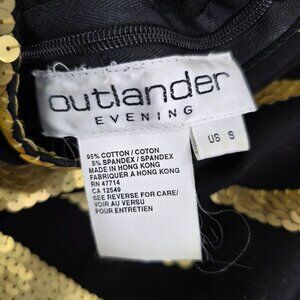 outlander
EVENING
US S
95% COTTON / COTON
5% SPANDEX / SPANDEX
MADE IN HONG KONG
FABRIQUER A HONG KONG
RN 47714
CA 12549
SEE REVERSE FOR CARE/
VOIR AU VERSO
POUR ENTRETIEN